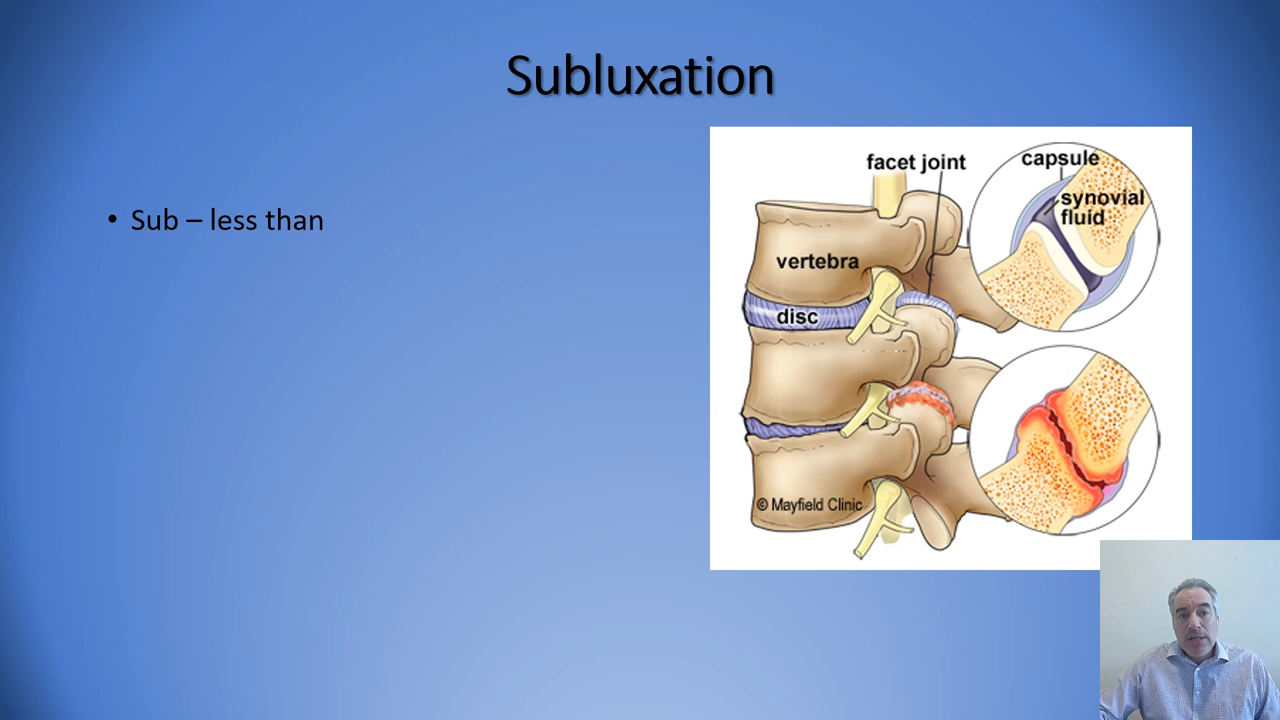 Subluxation
• Sub – less than
facet joint
capsule
synovial
fluid
vertebra
disc
© Mayfield Clinic